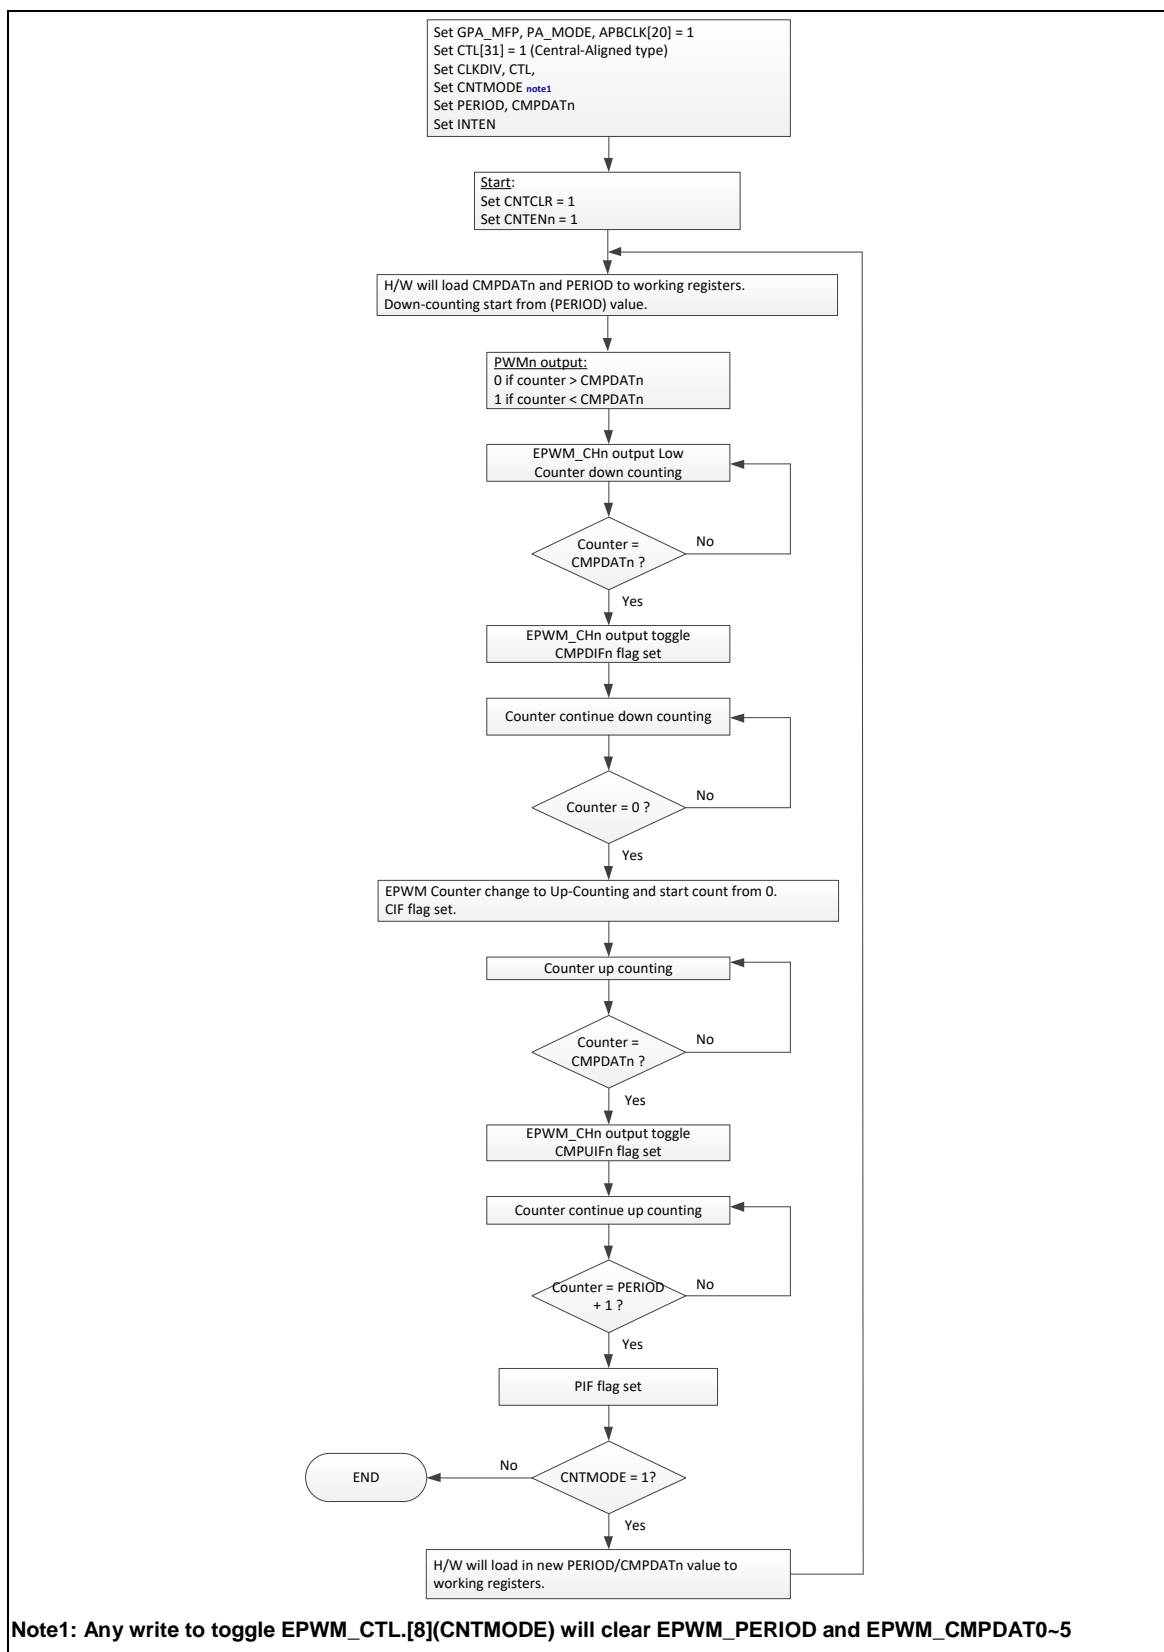 Set GPA_MFP, PA_MODE, APBCLK[20] = 1
Set CTL[31] = 1 (Central-Aligned type)
Set CLKDIV, CTL,
Set CNTMODE note1
Set PERIOD, CMPDATn
Set INTEN
Start:
Set CNTCLR = 1
Set CNTENn = 1
H/W will load CMPDATn and PERIOD to working registers.
Down-counting start from (PERIOD) value.
PWMn output:
0 if counter > CMPDATn
1 if counter < CMPDATn
EPWM_CHn output Low
Counter down counting
Counter =
CMPDATn ?
No
Yes
EPWM_CHn output toggle
CMPDIFn flag set
Counter continue down counting
Counter = 0 ?
No
Yes
EPWM Counter change to Up-Counting and start count from 0.
CIF flag set.
Counter up counting
Counter =
CMPDATn ?
No
Yes
EPWM_CHn output toggle
CMPUIFn flag set
Counter continue up counting
Counter = PERIOD
+ 1 ?
No
Yes
PIF flag set
CNTMODE = 1?
No
END
Yes
H/W will load in new PERIOD/CMPDATn value to
working registers.
Note1: Any write to toggle EPWM_CTL.[8](CNTMODE) will clear EPWM_PERIOD and EPWM_CMPDAT0~5